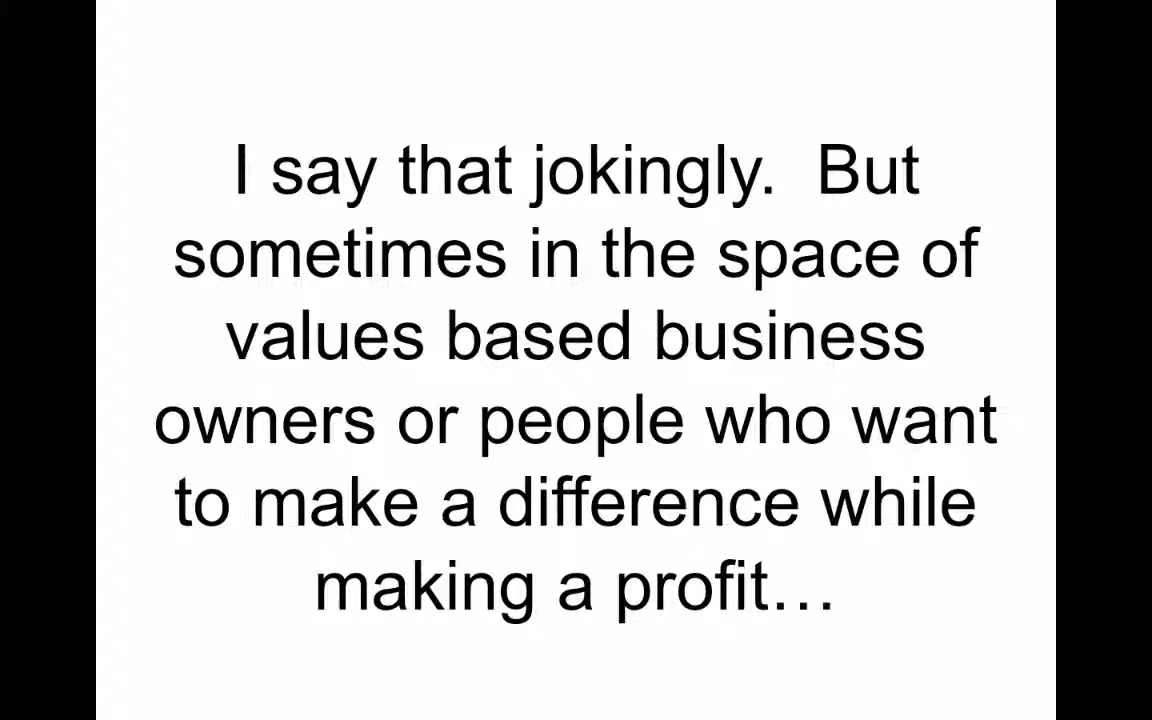 I say that jokingly.  But
sometimes in the space of
values based business
owners or people who want
to make a difference while
making a profit…